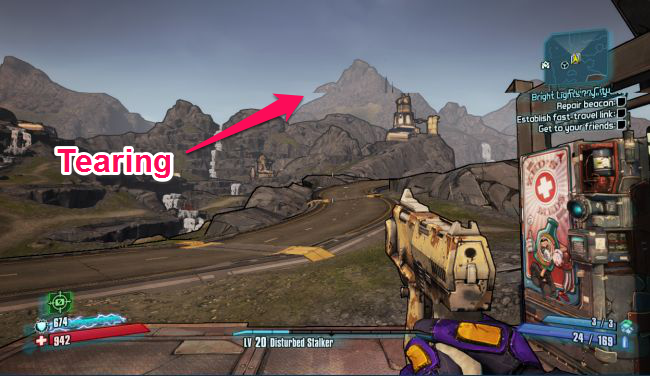 Tearing
Bright Lights, City
Repair beacon:
Establish fast-travel link:
Get to your friends:
674
942
LV 20 Disturbed Stalker
3 / 3
24 / 169